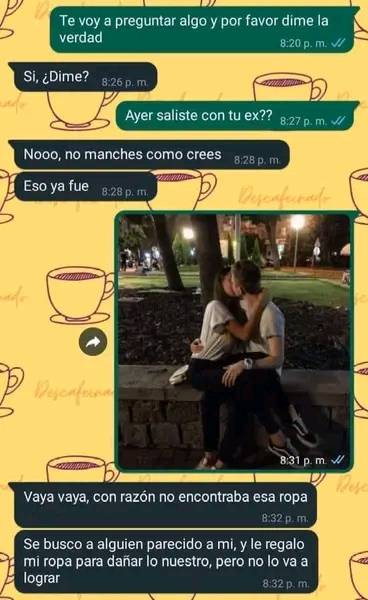 Te voy a preguntar algo y por favor dime la
verdad
8:20 p. m.
Si, ¿Dime?
8:26 p. m.
Ayer saliste con tu ex??
8:27 p. m.
Nooo, no manches como crees
8:28 p. m.
Eso ya fue
8:28 p. m.
Descafeinado
8:31 p. m.
Vaya vaya, con razón no encontraba esa ropa
8:32 p. m.
Se busco a alguien parecido a mi, y le regalo
mi ropa para dañar lo nuestro, pero no lo va a
lograr
8:32 p. m.